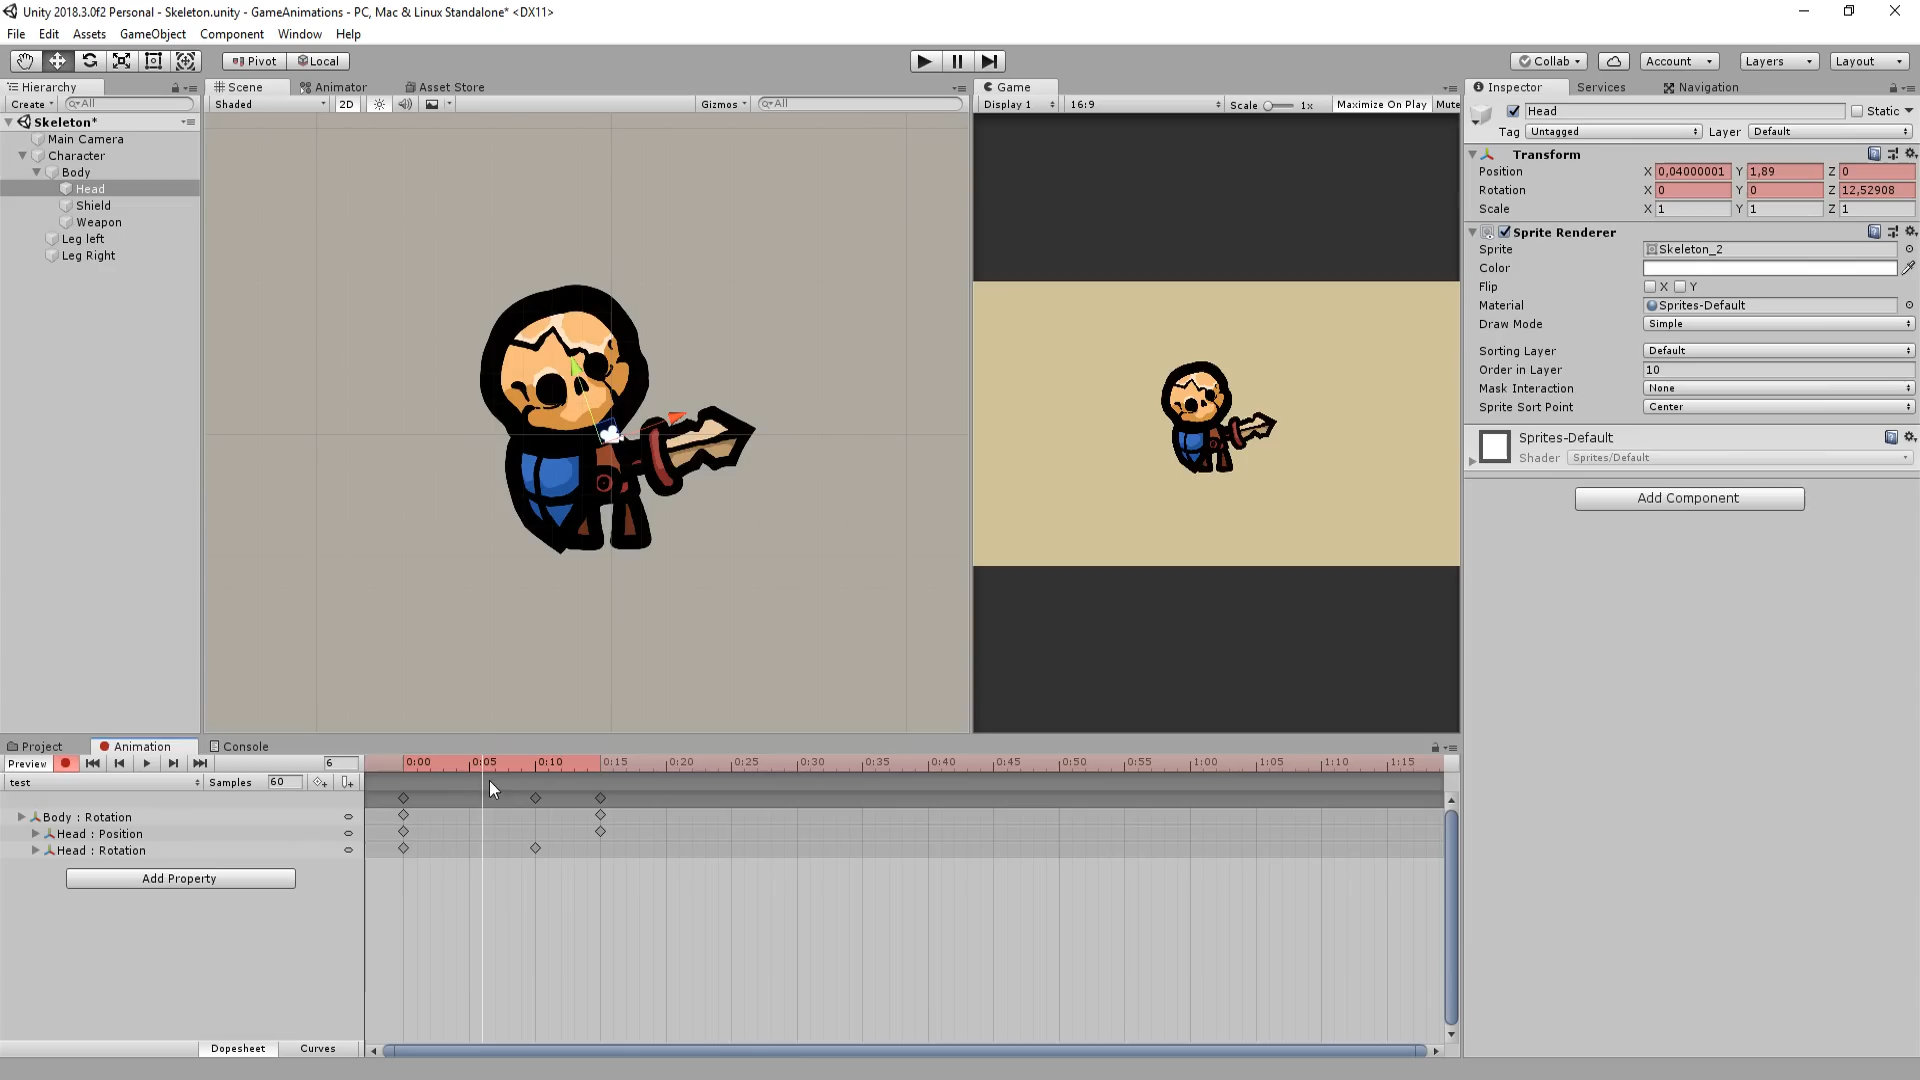 Unity 2018.3.0f2 Personal - Skeleton.unity - GameAnimations - PC, Mac & Linux Standalone* <DX11>
File Edit Assets GameObject Component Window Help
Pivot Local Collab Account Layers Layout
Hierarchy Scene Animator Asset Store Game Inspector Services Navigation
Create All Shaded 2D Gizmos All Display 1 16:9 Scale 1x Maximize On Play Mute
Head Static
Skeleton*
Tag Untagged Layer Default
Main Camera
Character
Body
Head
Shield
Weapon
Leg left
Leg Right
Transform
Position X 0,04000001 Y 1,89 Z 0
Rotation X 0 Y 0 Z 12,52908
Scale X 1 Y 1 Z 1
Sprite Renderer
Sprite Skeleton_2
Color
Flip X Y
Material Sprites-Default
Draw Mode Simple
Sorting Layer Default
Order in Layer 10
Mask Interaction None
Sprite Sort Point Center
Sprites-Default
Shader Sprites/Default
Add Component
Project Animation Console
Preview 6 0:00 0:05 0:10 0:15 0:20 0:25 0:30 0:35 0:40 0:45 0:50 0:55 1:00 1:05 1:10 1:15
test Samples 60
Body : Rotation
Head : Position
Head : Rotation
Add Property
Dopesheet Curves